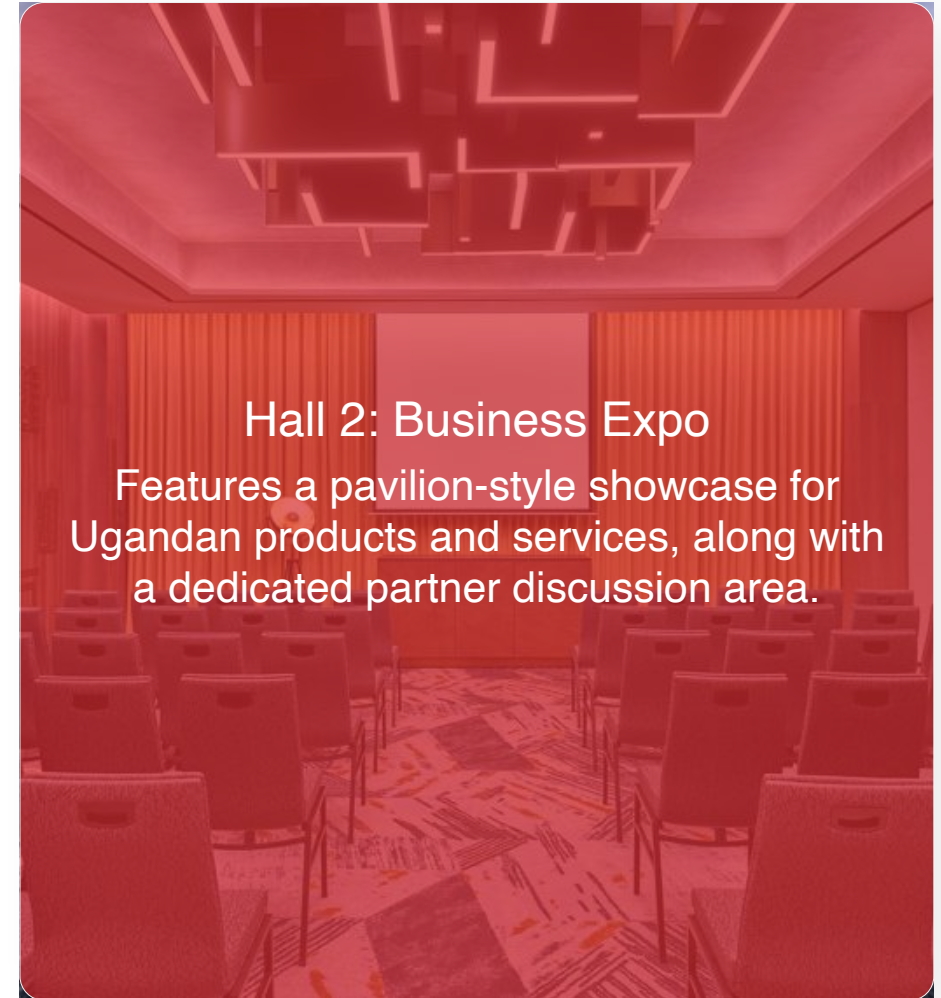 Hall 2: Business Expo
Features a pavilion-style showcase for
Ugandan products and services, along with
a dedicated partner discussion area.